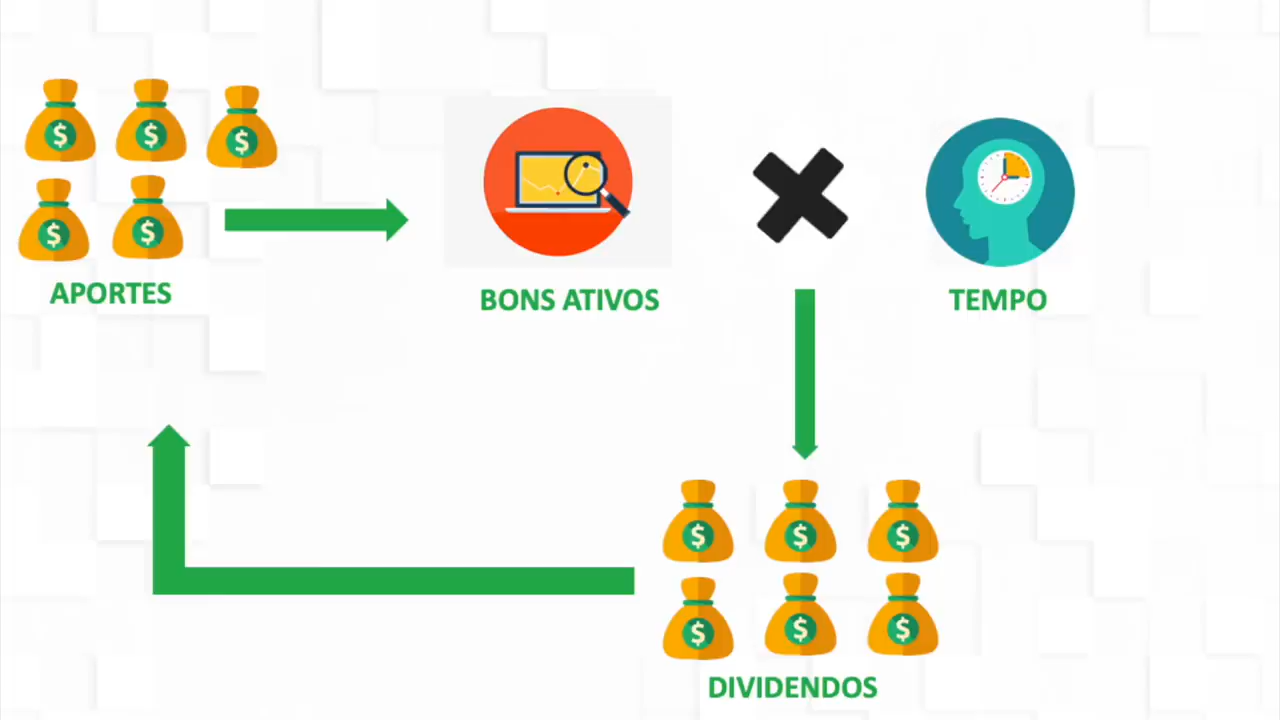 $ $ $
$ $
APORTES
BONS ATIVOS
TEMPO
$ $ $
$ $ $
DIVIDENDOS